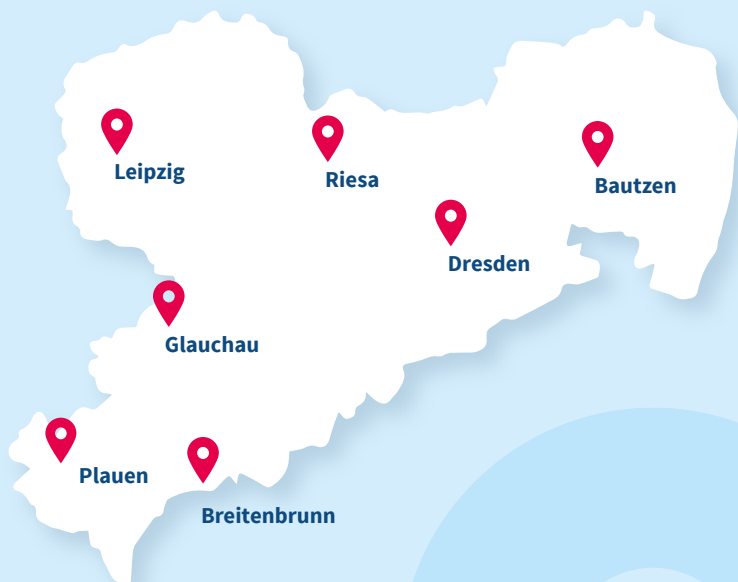 Leipzig
Riesa
Bautzen
Dresden
Glauchau
Plauen
Breitenbrunn